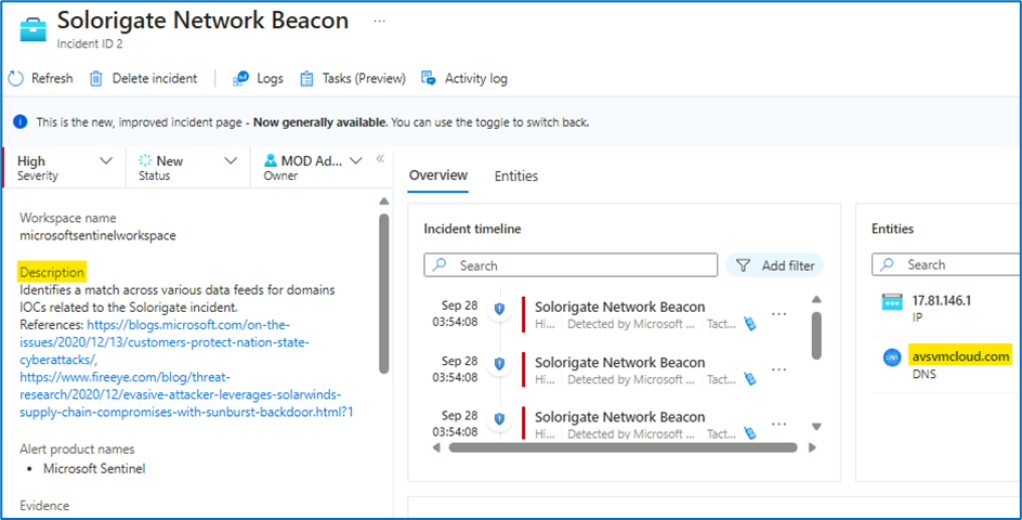 Solorigate Network Beacon ...
Incident ID 2
Refresh Delete incident Logs Tasks (Preview) Activity log
This is the new, improved incident page - Now generally available. You can use the toggle to switch back.
High
Severity
New
Status
MOD Ad...
Owner
«
Workspace name
microsoftsentinelworkspace
Description
Identifies a match across various data feeds for domains
IOCs related to the Solorigate incident.
References: https://blogs.microsoft.com/on-the-
issues/2020/12/13/customers-protect-nation-state-
cyberattacks/,
https://www.fireeye.com/blog/threat-
research/2020/12/evasive-attacker-leverages-solarwinds-
supply-chain-compromises-with-sunburst-backdoor.html?1
Alert product names
• Microsoft Sentinel
Evidence
Overview Entities
Incident timeline
Search Add filter
Sep 28
03:54:08
Solorigate Network Beacon ...
Hi... Detected by Microsoft ... Tact...
Sep 28
03:54:08
Solorigate Network Beacon ...
Hi... Detected by Microsoft ... Tact...
Sep 28
03:54:08
Solorigate Network Beacon ...
Hi... Detected by Microsoft ... Tact...
Entities
Search
17.81.146.1
IP
DNS avsvmcloud.com
DNS